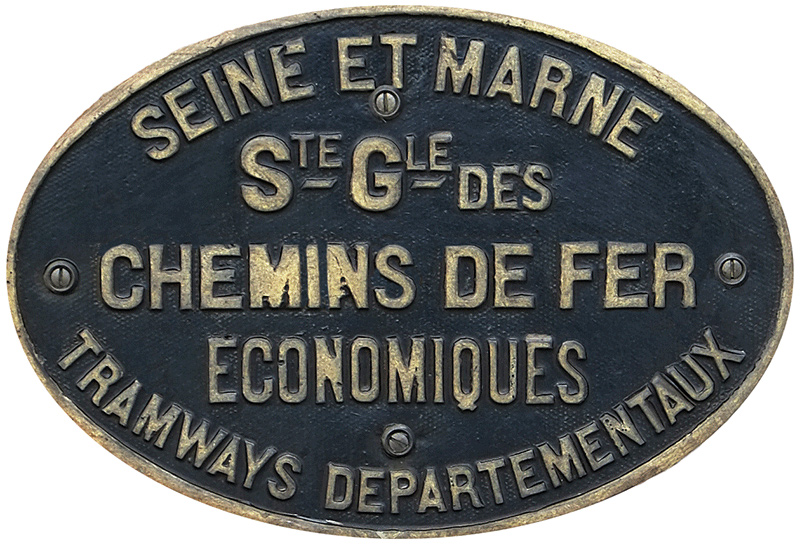 SEINE ET MARNE
STE GLE DES
CHEMINS DE FER
ECONOMIQUES
TRAMWAYS DEPARTEMENTAUX